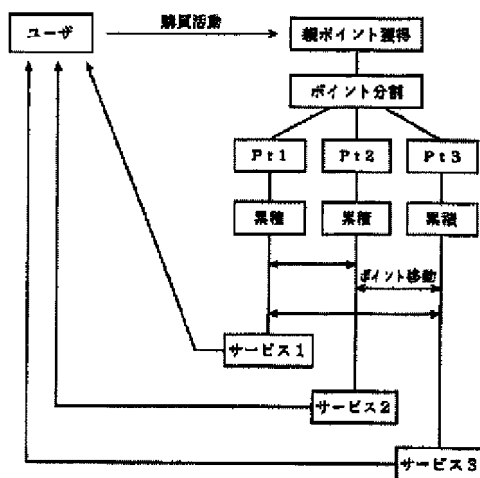 ユーザ
購買活動
親ポイント獲得
ポイント分割
Pt1
Pt2
Pt3
累積
累積
累積
ポイント移動
サービス1
サービス2
サービス3